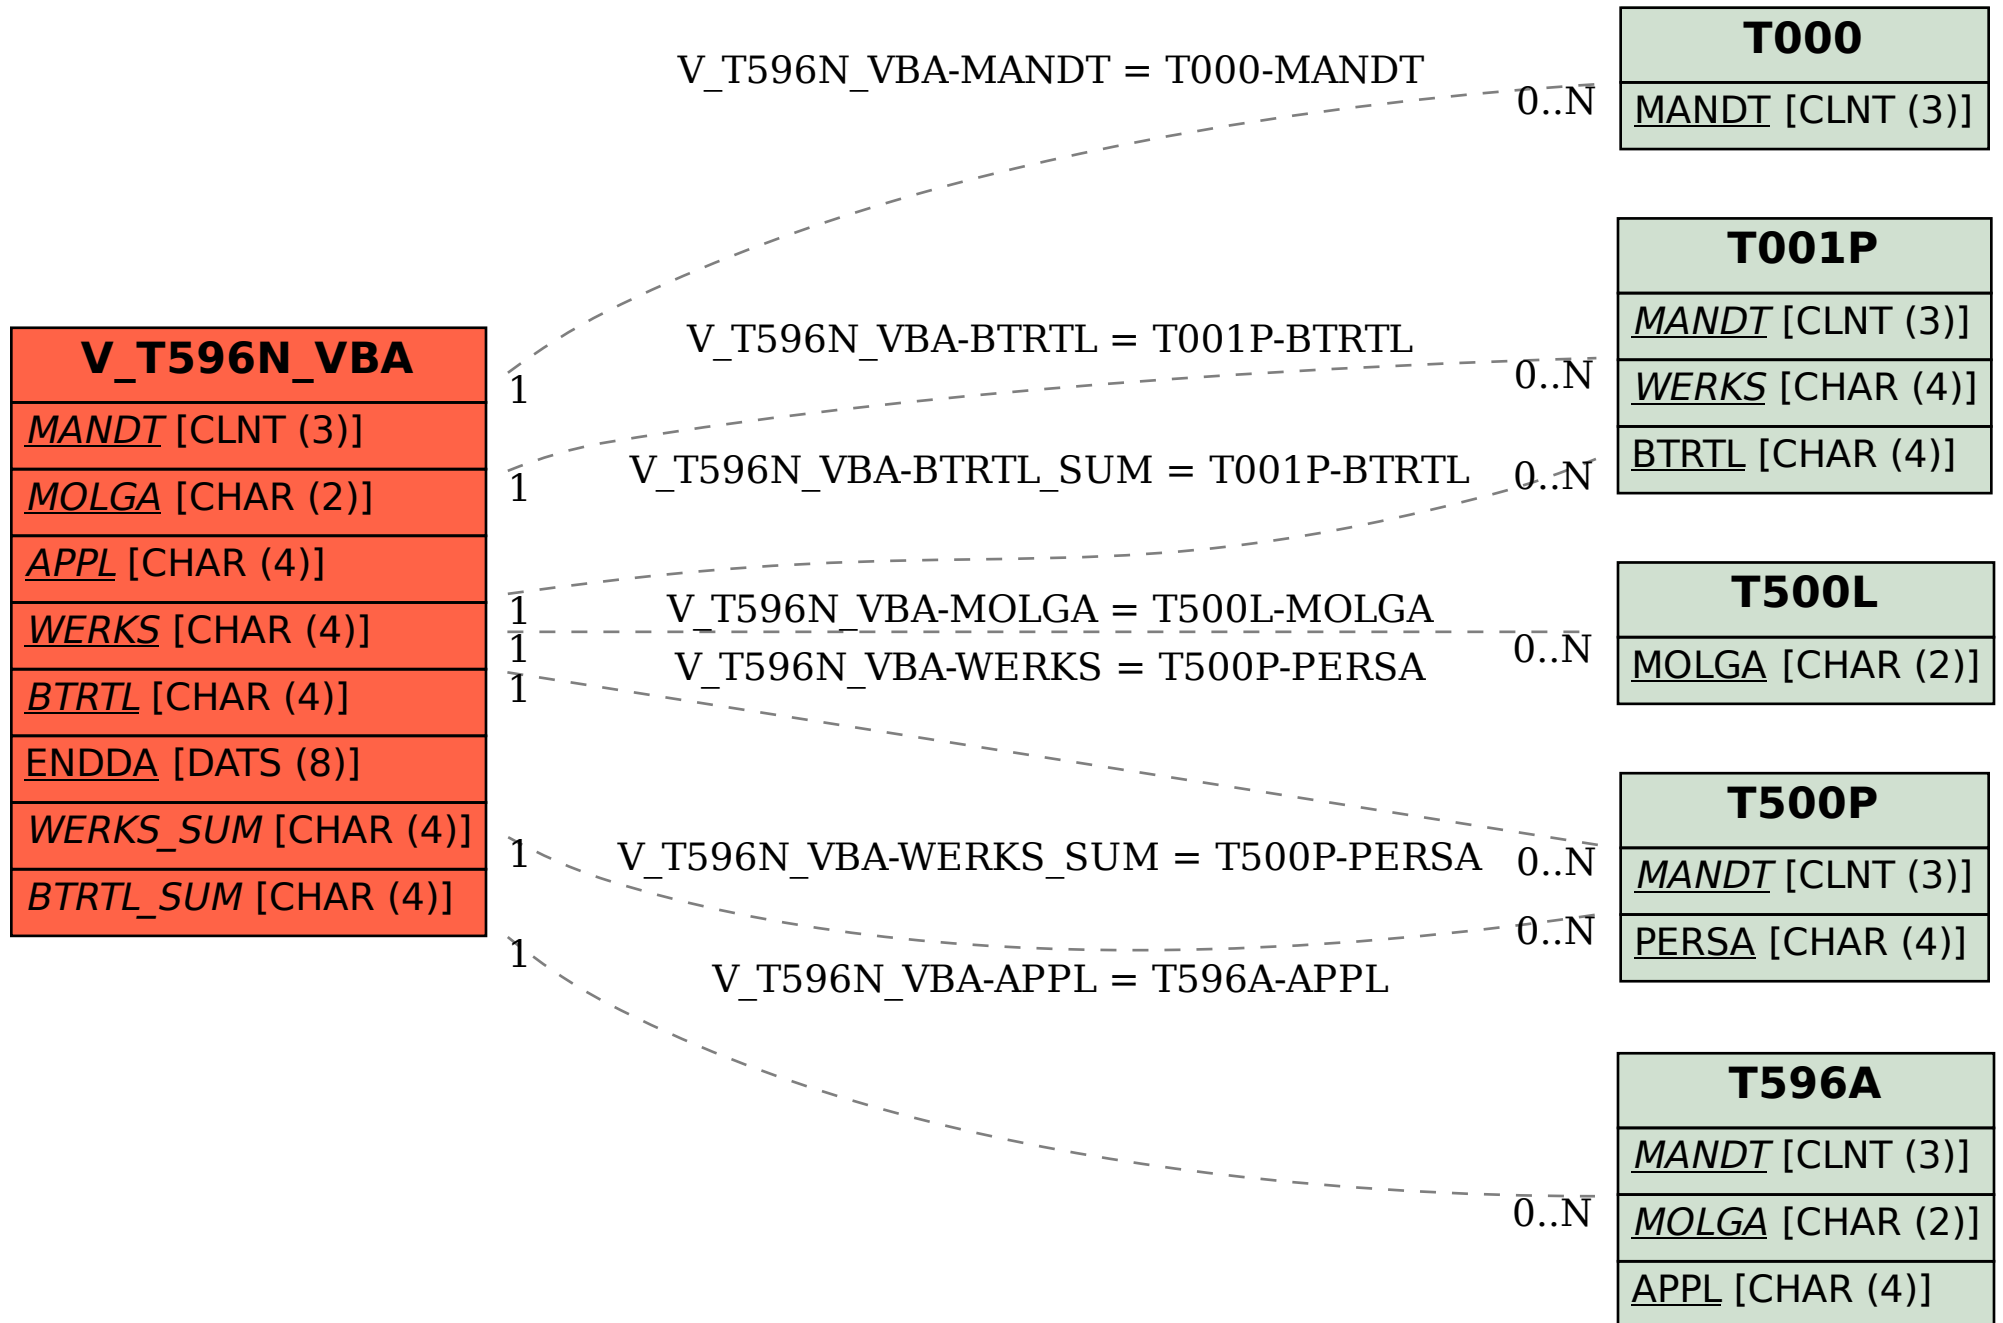 V_T596N_VBA
MANDT [CLNT (3)]
MOLGA [CHAR (2)]
APPL [CHAR (4)]
WERKS [CHAR (4)]
BTRTL [CHAR (4)]
ENDDA [DATS (8)]
WERKS_SUM [CHAR (4)]
BTRTL_SUM [CHAR (4)]
V_T596N_VBA-MANDT = T000-MANDT
1
0..N
V_T596N_VBA-BTRTL = T001P-BTRTL
1
0..N
V_T596N_VBA-BTRTL_SUM = T001P-BTRTL
1
0..N
V_T596N_VBA-MOLGA = T500L-MOLGA
1
0..N
V_T596N_VBA-WERKS = T500P-PERSA
1
0..N
V_T596N_VBA-WERKS_SUM = T500P-PERSA
1
0..N
V_T596N_VBA-APPL = T596A-APPL
1
0..N
T000
MANDT [CLNT (3)]
T001P
MANDT [CLNT (3)]
WERKS [CHAR (4)]
BTRTL [CHAR (4)]
T500L
MOLGA [CHAR (2)]
T500P
MANDT [CLNT (3)]
PERSA [CHAR (4)]
T596A
MANDT [CLNT (3)]
MOLGA [CHAR (2)]
APPL [CHAR (4)]